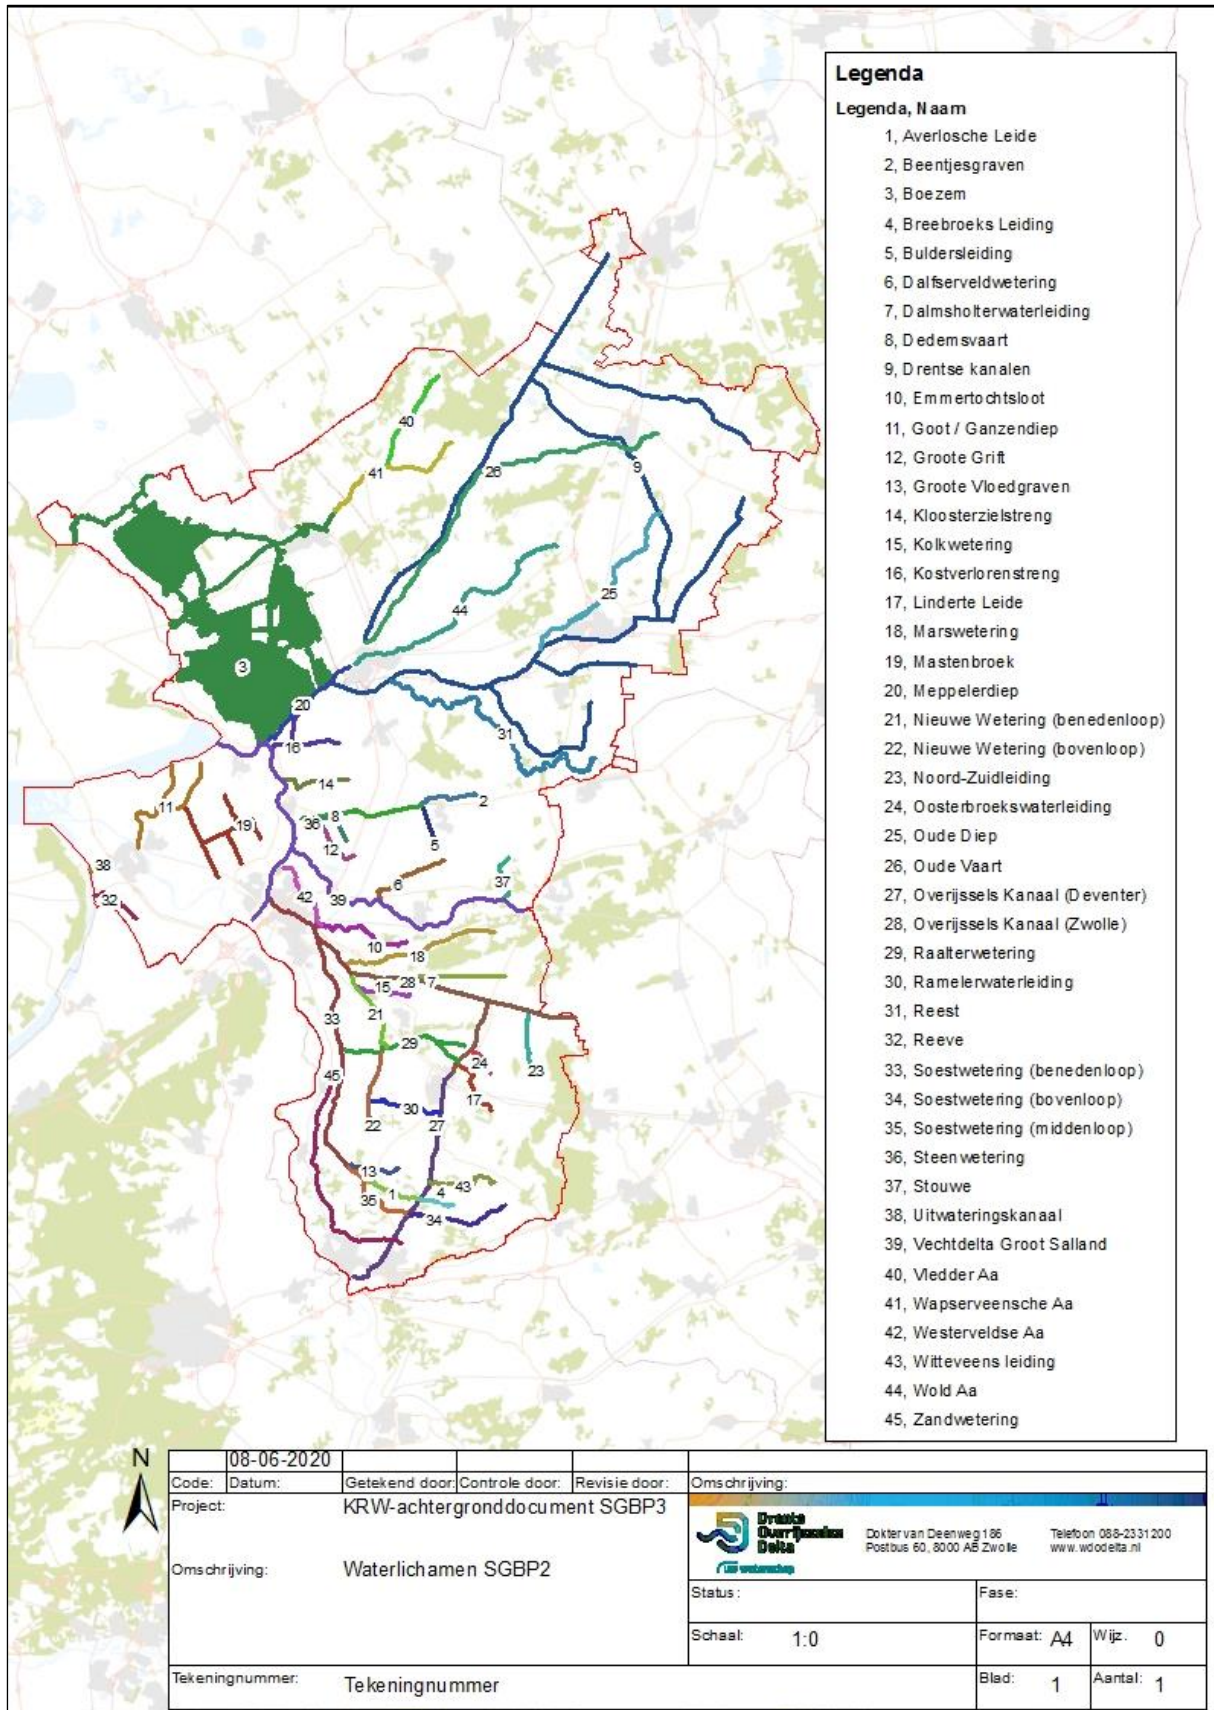 Legenda
Legenda, Naam
1, Averlosche Leide
2, Beentjesgraven
3, Boezem
4, Breebroeks Leiding
5, Buldersleiding
6, Dalfserveldwetering
7, Dalmsholterwaterleiding
8, Dedemsvaart
9, Drentse kanalen
10, Emmertochtsloot
11, Goot / Ganzendiep
12, Groote Grift
13, Groote Vloedgraven
14, Kloosterzielstreng
15, Kolkwetering
16, Kostverlorenstreng
17, Linderte Leide
18, Marswetering
19, Mastenbroek
20, Meppelerdiep
21, Nieuwe Wetering (benedenloop)
22, Nieuwe Wetering (bovenloop)
23, Noord-Zuidleiding
24, Oosterbroekswaterleiding
25, Oude Diep
26, Oude Vaart
27, Overijssels Kanaal (Deventer)
28, Overijssels Kanaal (Zwolle)
29, Raalterwetering
30, Ramelerwaterleiding
31, Reest
32, Reeve
33, Soestwetering (benedenloop)
34, Soestwetering (bovenloop)
35, Soestwetering (middenloop)
36, Steenwetering
37, Stouwe
38, Uitwateringskanaal
39, Vechtdelta Groot Salland
40, Vledder Aa
41, Wapserveensche Aa
42, Westerveldse Aa
43, Witteveens leiding
44, Wold Aa
45, Zandwetering
40
41
26
9
44
25
3
20
31
16
14
11
19
36
8
2
5
12
38
32
6
37
42
39
10
18
28
7
15
21
33
29
24
23
45
30
17
22
27
13
1
4
43
35
34
N
08-06-2020
Code: Datum: Getekend door: Controle door: Revisie door: Omschrijving:
Project: KRW-achtergronddocument SGBP3
Drents
Overijsselse
Delta
waterschap
Dokter van Deenweg 186
Postbus 60, 8000 AB Zwolle
Telefoon 088-2331200
www.wdodelta.nl
Omschrijving: Waterlichamen SGBP2
Status: Fase:
Schaal: 1:0 Formaat: A4 Wijz. 0
Tekeningnummer: Tekeningnummer Blad: 1 Aantal: 1